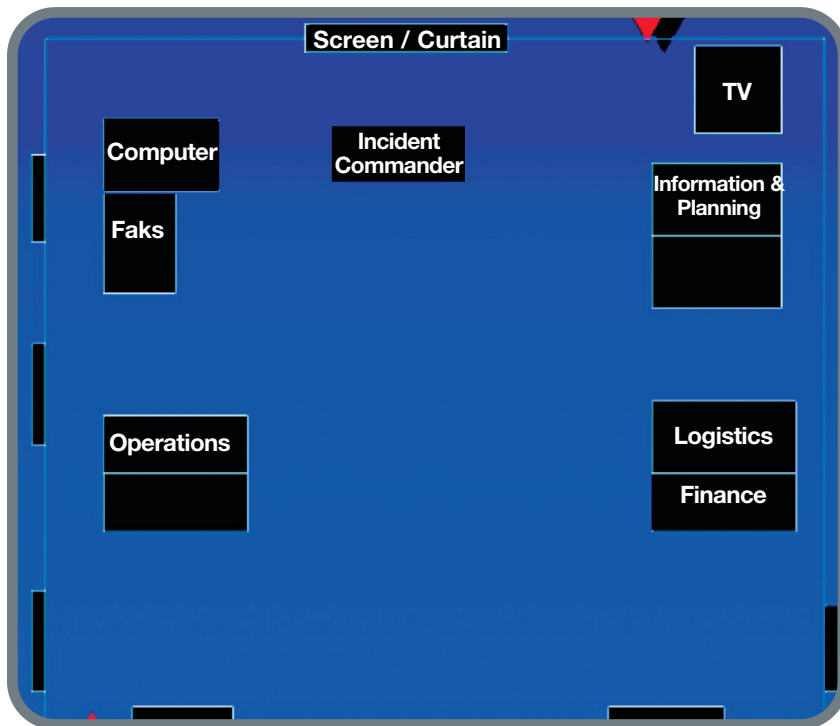 Screen / Curtain
TV
Computer
Incident
Commander
Information &
Planning
Faks
Operations
Logistics
Finance